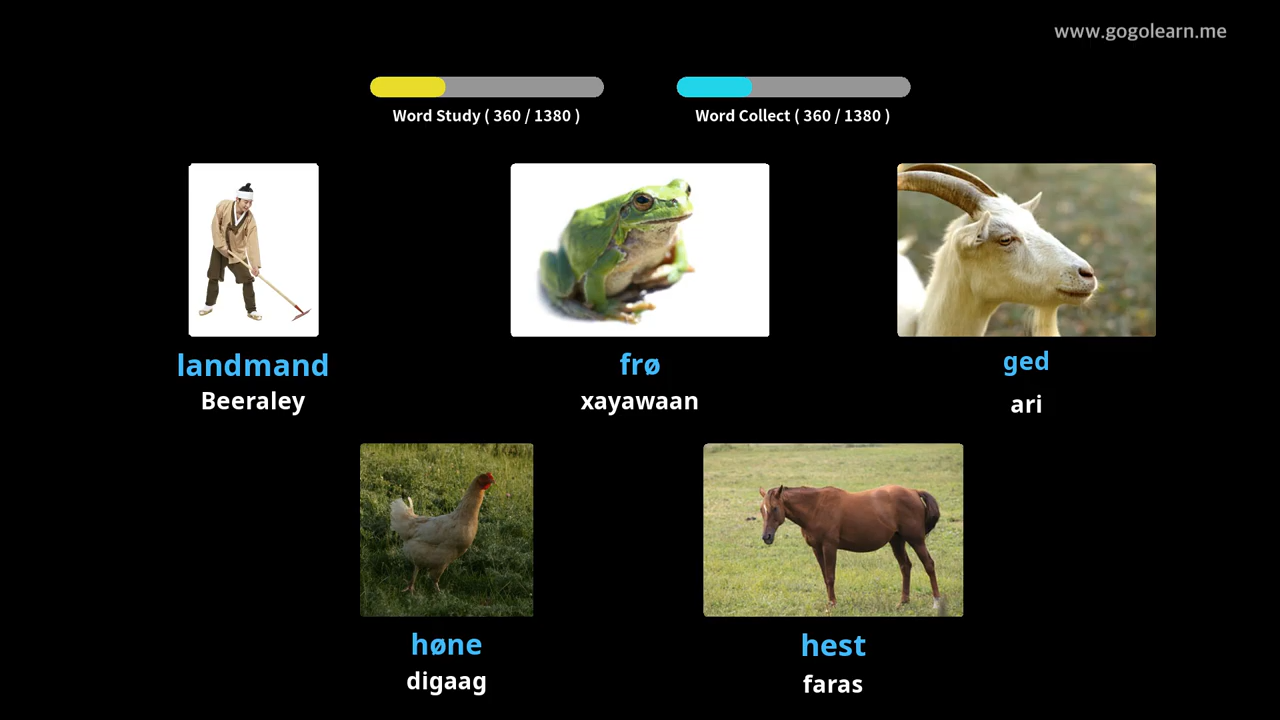 www.gogolearn.me
Word Study ( 360 / 1380 )
Word Collect ( 360 / 1380 )
landmand
Beeraley
frø
xayawaan
ged
ari
høne
digaag
hest
faras